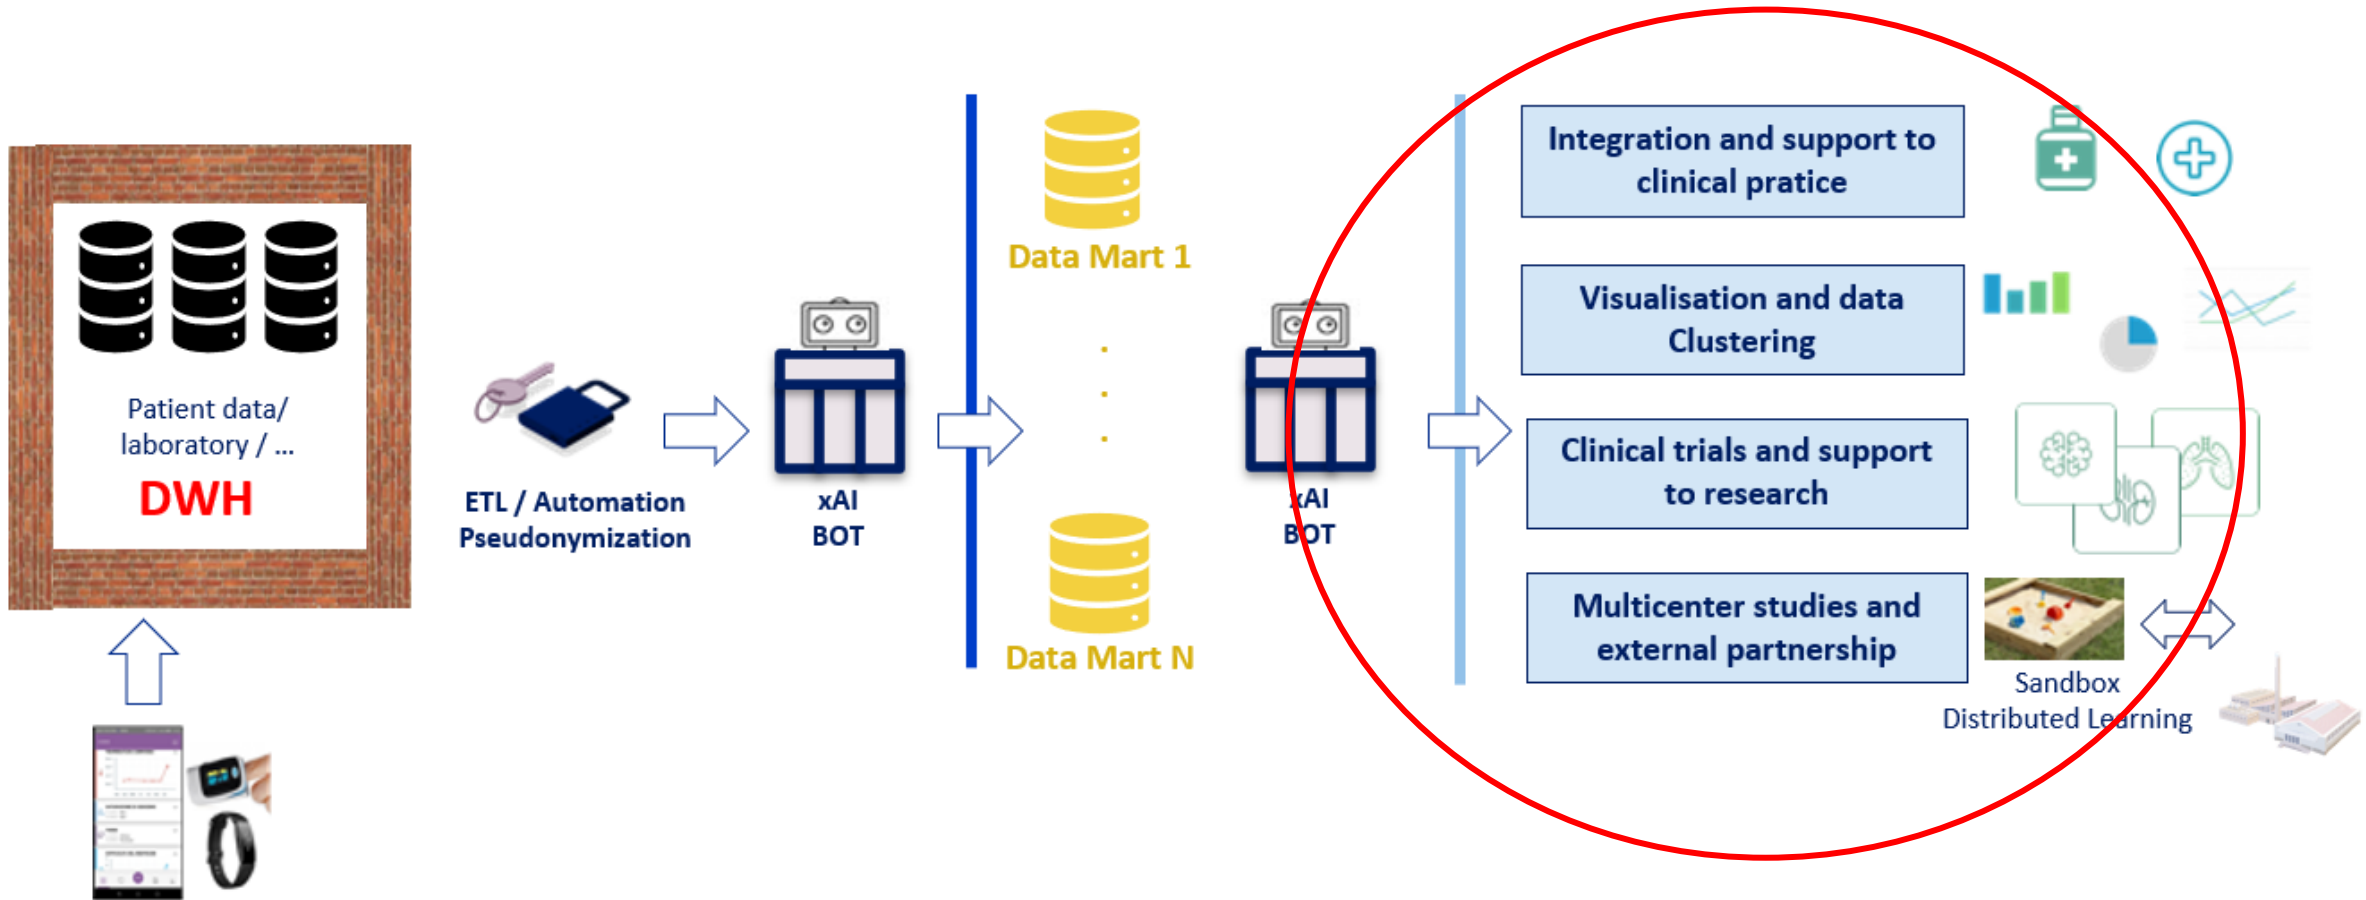 Patient data/
laboratory / ...
DWH
ETL / Automation
Pseudonymization
xAI
BOT
Data Mart 1
.
.
.
Data Mart N
xAI
BOT
Integration and support to
clinical pratice
Visualisation and data
Clustering
Clinical trials and support
to research
Multicenter studies and
external partnership
Sandbox
Distributed Learning